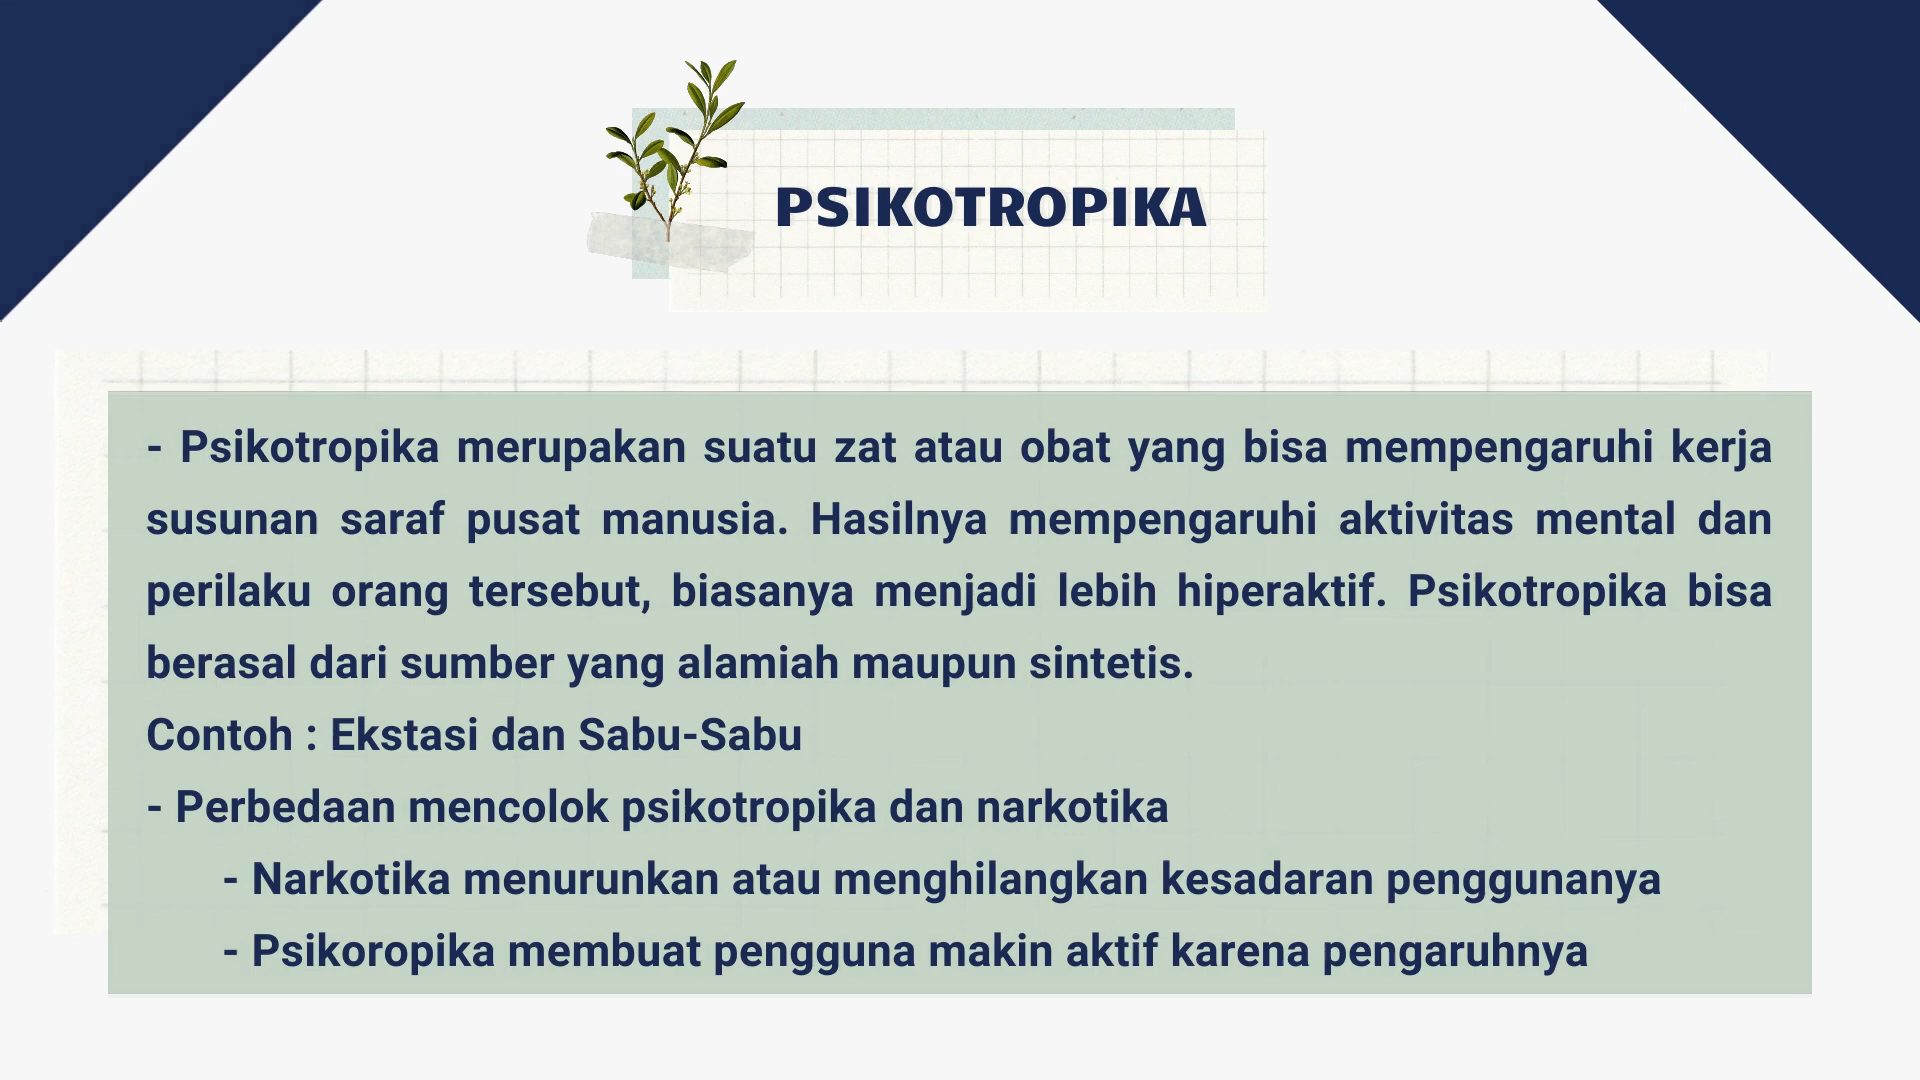 PSIKOTROPIKA
- Psikotropika merupakan suatu zat atau obat yang bisa mempengaruhi kerja
susunan saraf pusat manusia. Hasilnya mempengaruhi aktivitas mental dan
perilaku orang tersebut, biasanya menjadi lebih hiperaktif. Psikotropika bisa
berasal dari sumber yang alamiah maupun sintetis.
Contoh : Ekstasi dan Sabu-Sabu
- Perbedaan mencolok psikotropika dan narkotika
- Narkotika menurunkan atau menghilangkan kesadaran penggunanya
- Psikoropika membuat pengguna makin aktif karena pengaruhnya